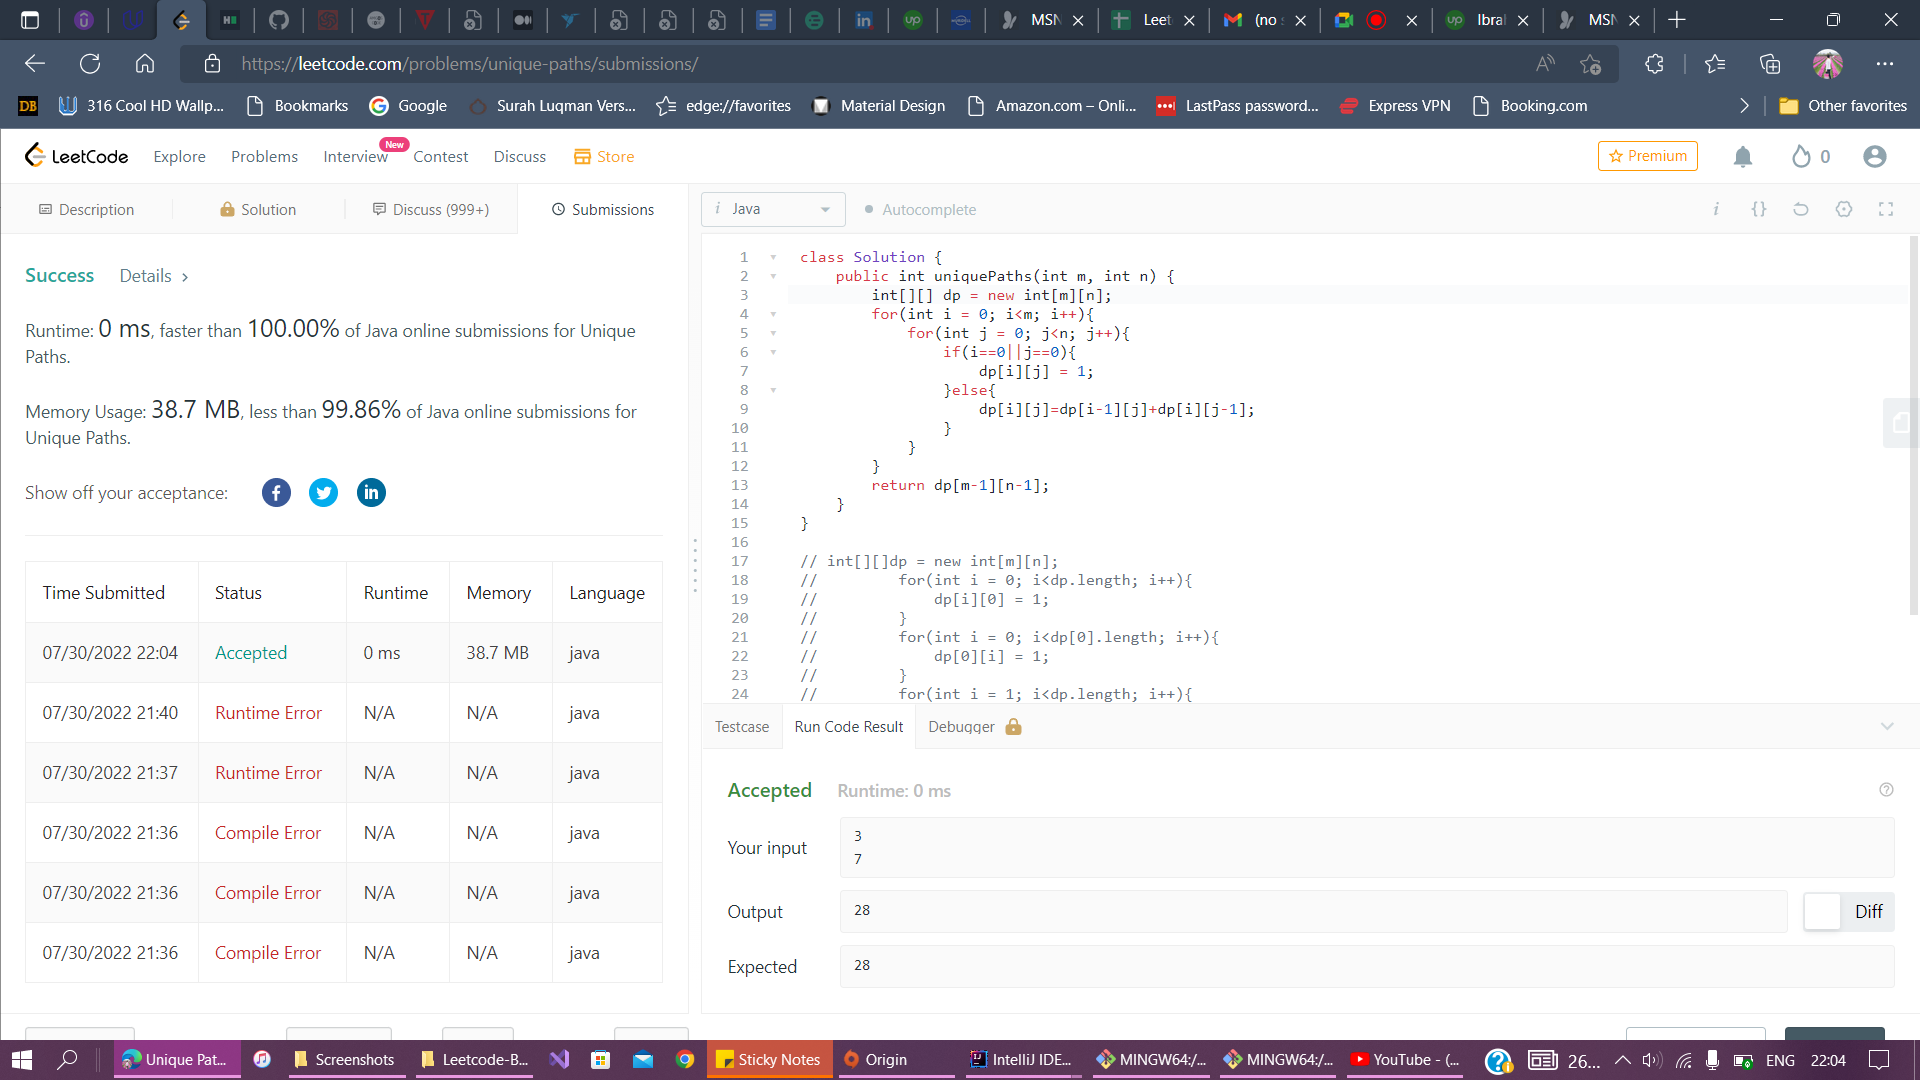 MSN
Leet
(no s
Ibral
MSN
https://leetcode.com/problems/unique-paths/submissions/
316 Cool HD Wallp...
Bookmarks
Google
Surah Luqman Vers...
edge://favorites
Material Design
Amazon.com – Onli...
LastPass password...
Express VPN
Booking.com
Other favorites
LeetCode
Explore
Problems
Interview
New
Contest
Discuss
Store
Premium
0
Description
Solution
Discuss (999+)
Submissions
Success Details >
Runtime: 0 ms, faster than 100.00% of Java online submissions for Unique
Paths.
Memory Usage: 38.7 MB, less than 99.86% of Java online submissions for
Unique Paths.
Show off your acceptance:
Time Submitted Status Runtime Memory Language
07/30/2022 22:04 Accepted 0 ms 38.7 MB java
07/30/2022 21:40 Runtime Error N/A N/A java
07/30/2022 21:37 Runtime Error N/A N/A java
07/30/2022 21:36 Compile Error N/A N/A java
07/30/2022 21:36 Compile Error N/A N/A java
07/30/2022 21:36 Compile Error N/A N/A java
i Java
Autocomplete
i {}
1 class Solution {
2 public int uniquePaths(int m, int n) {
3 int[][] dp = new int[m][n];
4 for(int i = 0; i<m; i++){
5 for(int j = 0; j<n; j++){
6 if(i==0||j==0){
7 dp[i][j] = 1;
8 }else{
9 dp[i][j]=dp[i-1][j]+dp[i][j-1];
10 }
11 }
12 }
13 return dp[m-1][n-1];
14 }
15 }
16
17 // int[][]dp = new int[m][n];
18 // for(int i = 0; i<dp.length; i++){
19 // dp[i][0] = 1;
20 // }
21 // for(int i = 0; i<dp[0].length; i++){
22 // dp[0][i] = 1;
23 // }
24 // for(int i = 1; i<dp.length; i++){
Testcase
Run Code Result
Debugger
Accepted Runtime: 0 ms
Your input
3
7
Output
28
Diff
Expected
28
Unique Pat...
Screenshots
Leetcode-B...
Sticky Notes
Origin
IntelliJ IDE...
MINGW64:/...
MINGW64:/...
YouTube - (...
26...
ENG
22:04